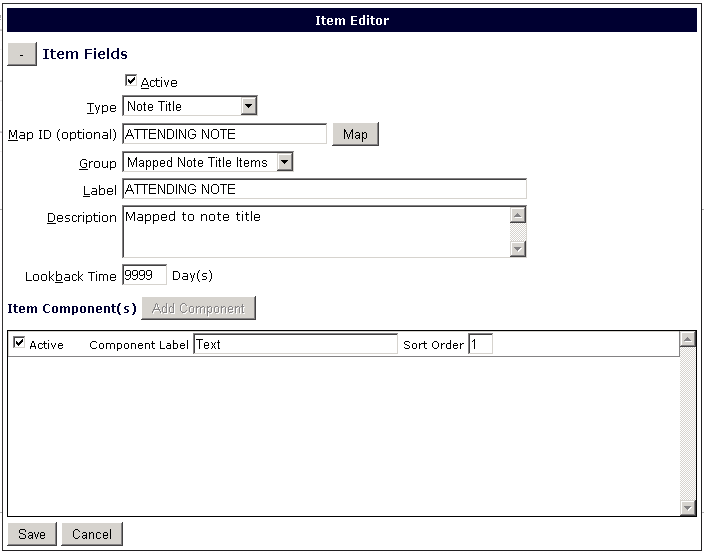 Item Editor
- Item Fields
Active
Type Note Title
Map ID (optional) ATTENDING NOTE Map
Group Mapped Note Title Items
Label ATTENDING NOTE
Description Mapped to note title
Lookback Time 9999 Day(s)
Item Component(s) Add Component
Active Component Label Text Sort Order 1
Save Cancel